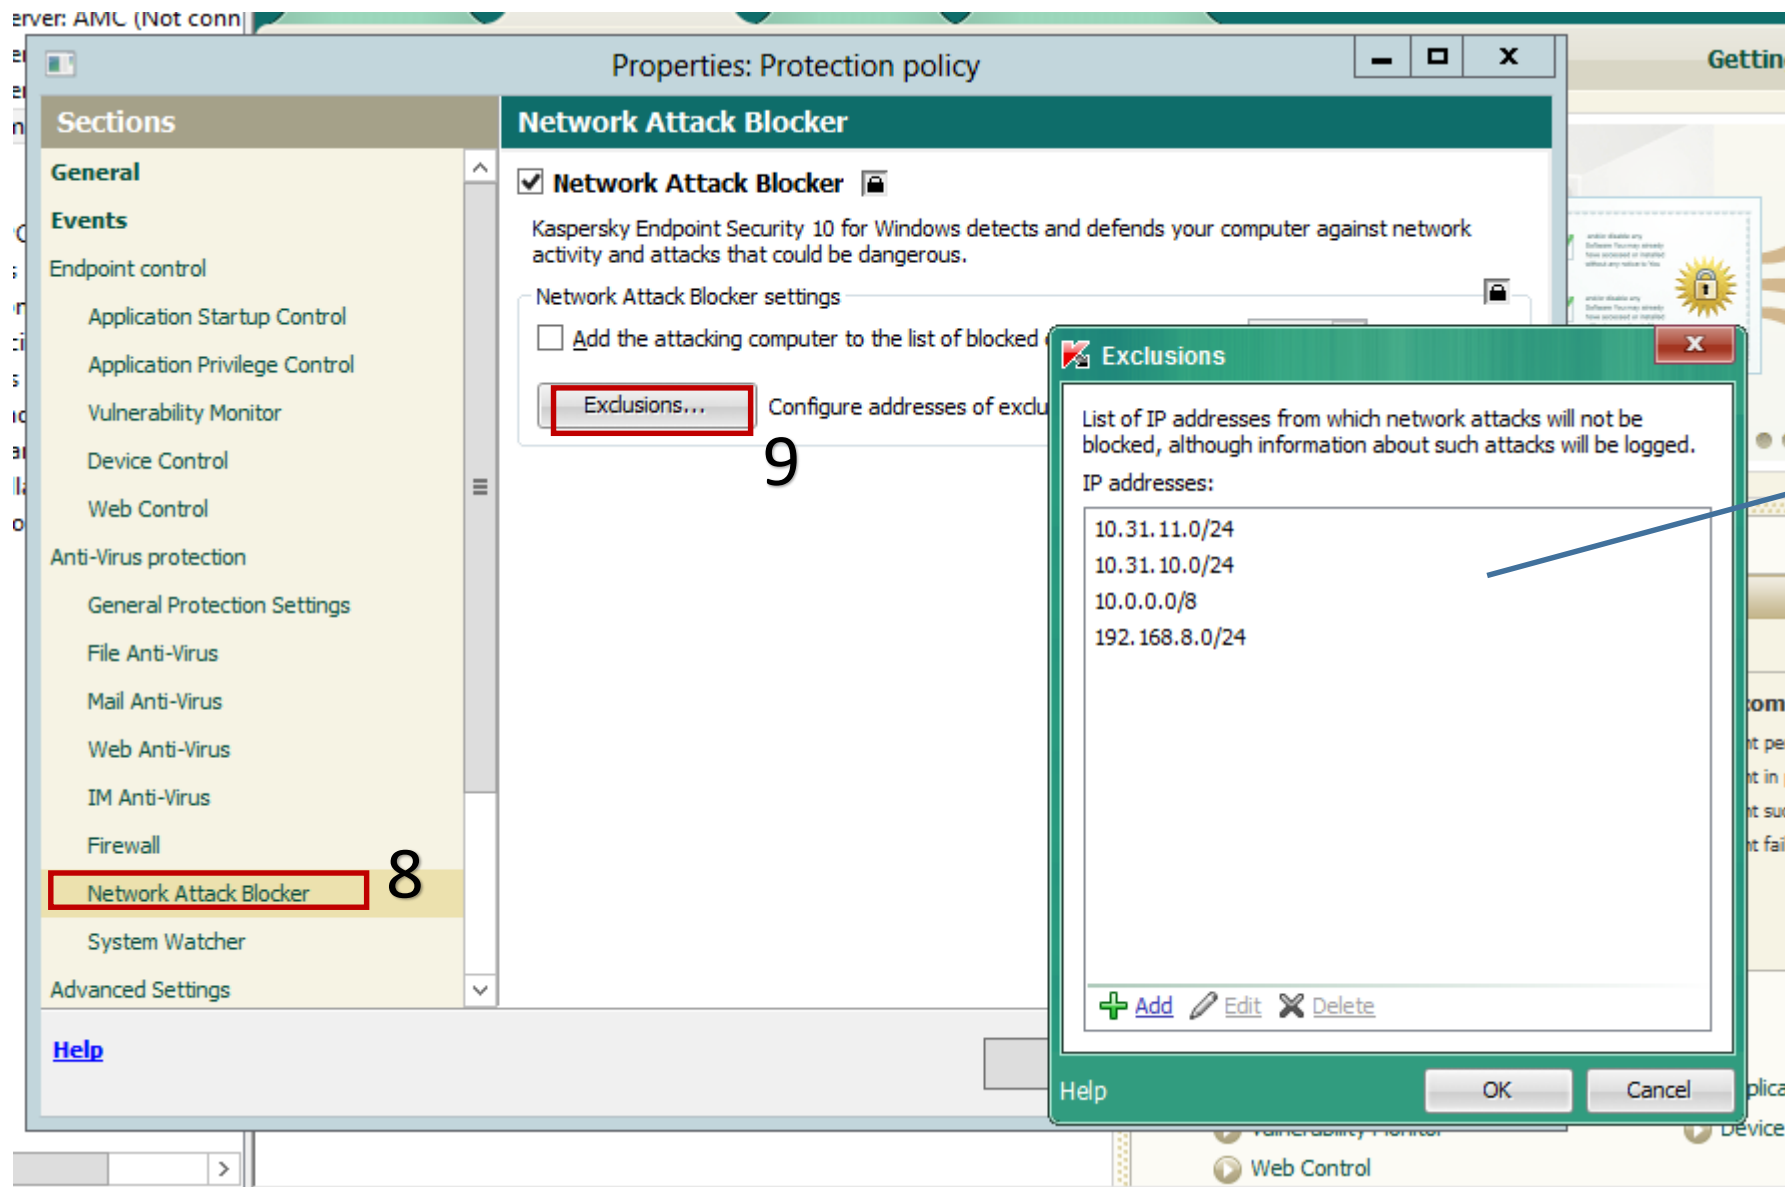 erver: AMC (Not conn
Properties: Protection policy
Gettin
Sections
Network Attack Blocker
General
Network Attack Blocker
Events
Kaspersky Endpoint Security 10 for Windows detects and defends your computer against network
activity and attacks that could be dangerous.
Endpoint control
Network Attack Blocker settings
Application Startup Control
Add the attacking computer to the list of blocked
Application Privilege Control
Exclusions...
Configure addresses of exclu
9
Vulnerability Monitor
Device Control
Web Control
Anti-Virus protection
General Protection Settings
File Anti-Virus
Mail Anti-Virus
Web Anti-Virus
IM Anti-Virus
Firewall
Network Attack Blocker
8
System Watcher
Advanced Settings
Help
Exclusions
List of IP addresses from which network attacks will not be
blocked, although information about such attacks will be logged.
IP addresses:
10.31.11.0/24
10.31.10.0/24
10.0.0.0/8
192.168.8.0/24
Add Edit Delete
Help
OK
Cancel
Vulnerability Monitor
Device
Web Control